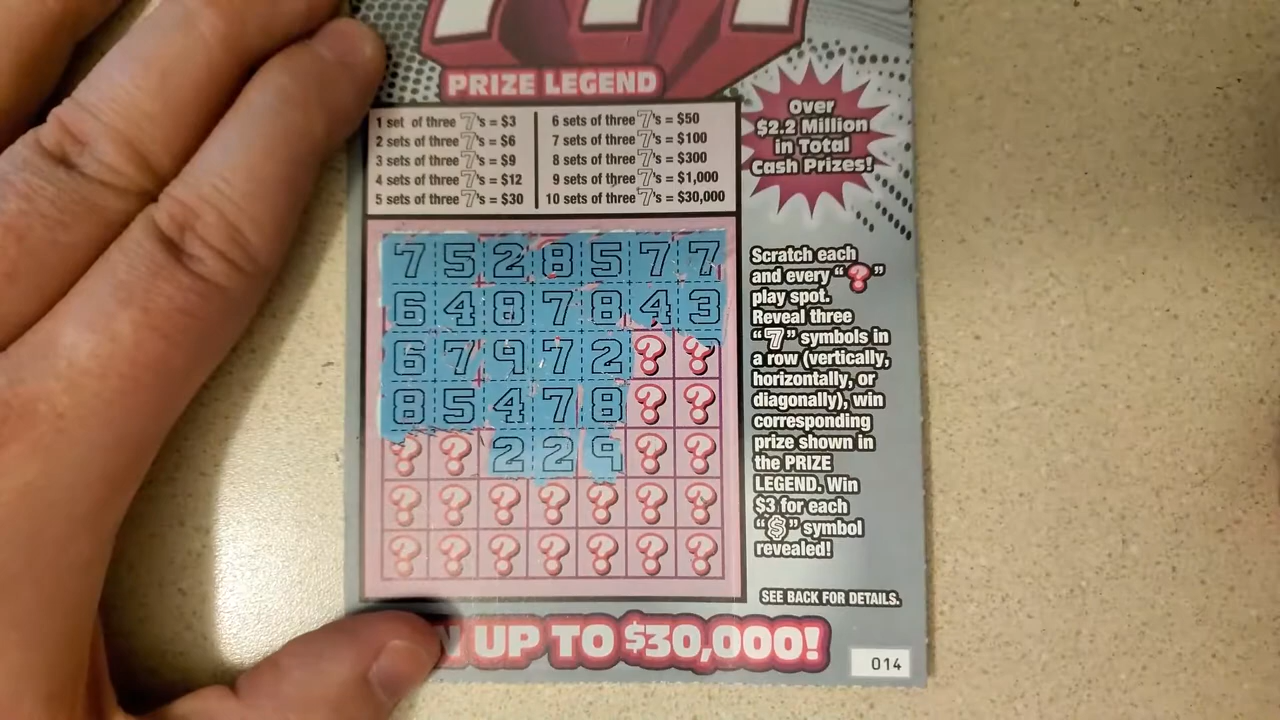 777
PRIZE LEGEND
1 set of three 7's = $3
2 sets of three 7's = $6
3 sets of three 7's = $9
4 sets of three 7's = $12
5 sets of three 7's = $30
6 sets of three 7's = $50
7 sets of three 7's = $100
8 sets of three 7's = $300
9 sets of three 7's = $1,000
10 sets of three 7's = $30,000
Over
$2.2 Million
in Total
Cash Prizes!
7 5 2 8 5 7 7
6 4 8 7 8 4 3
6 7 9 7 2 ? ?
8 5 4 7 8 ? ?
? ? 2 2 9 ? ?
? ? ? ? ? ? ?
? ? ? ? ? ? ?
Scratch each
and every "?"
play spot.
Reveal three
"7" symbols in
a row (vertically,
horizontally, or
diagonally), win
corresponding
prize shown in
the PRIZE
LEGEND. Win
$3 for each
"$" symbol
revealed!
SEE BACK FOR DETAILS.
UP TO $30,000!
014